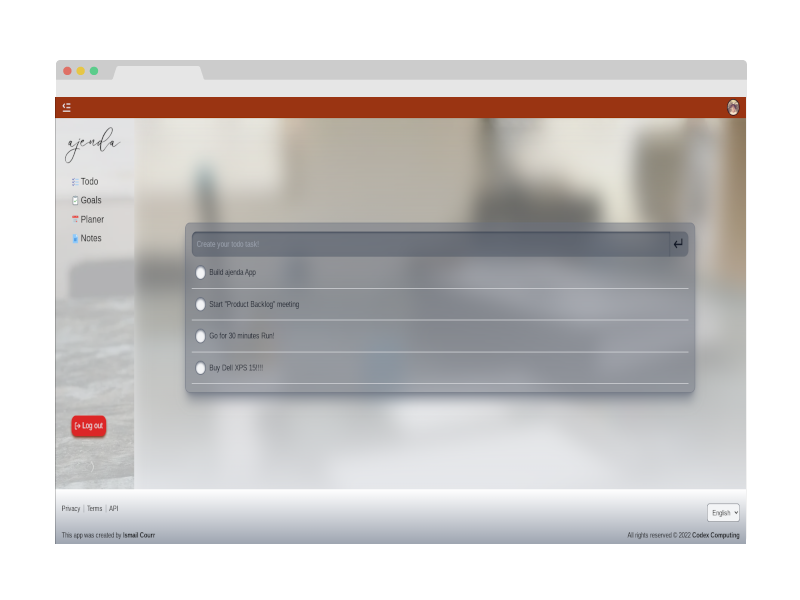 ajenda
Todo
Goals
Planer
Notes
Create your todo task!
Build ajenda App
Start "Product Backlog" meeting
Go for 30 minutes Run!
Buy Dell XPS 15!!!!
Log out
Privacy | Terms | API
English
This app was created by Ismail Courr
All rights reserved © 2022 Codex Computing